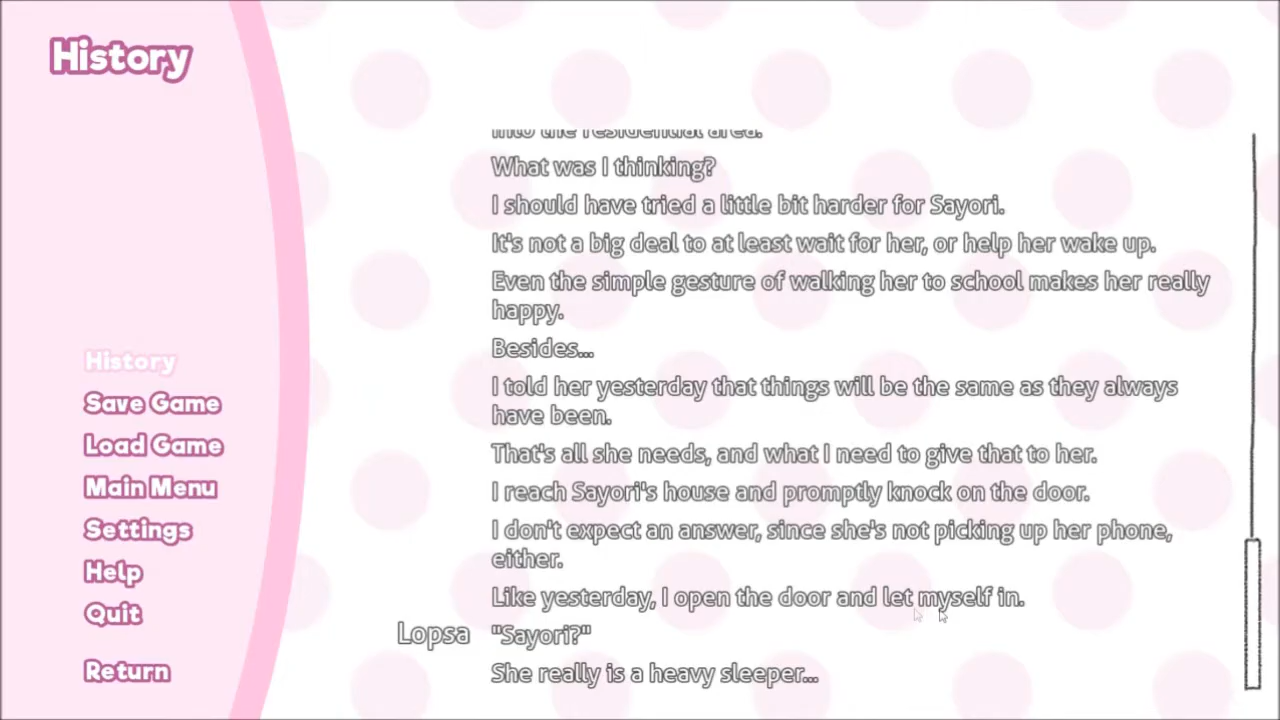 History
into the residential area.
What was I thinking?
I should have tried a little bit harder for Sayori.
It's not a big deal to at least wait for her, or help her wake up.
Even the simple gesture of walking her to school makes her really
happy.
Besides...
I told her yesterday that things will be the same as they always
have been.
That's all she needs, and what I need to give that to her.
I reach Sayori's house and promptly knock on the door.
I don't expect an answer, since she's not picking up her phone,
either.
Like yesterday, I open the door and let myself in.
Lopsa "Sayori?"
She really is a heavy sleeper...
History
Save Game
Load Game
Main Menu
Settings
Help
Quit
Return